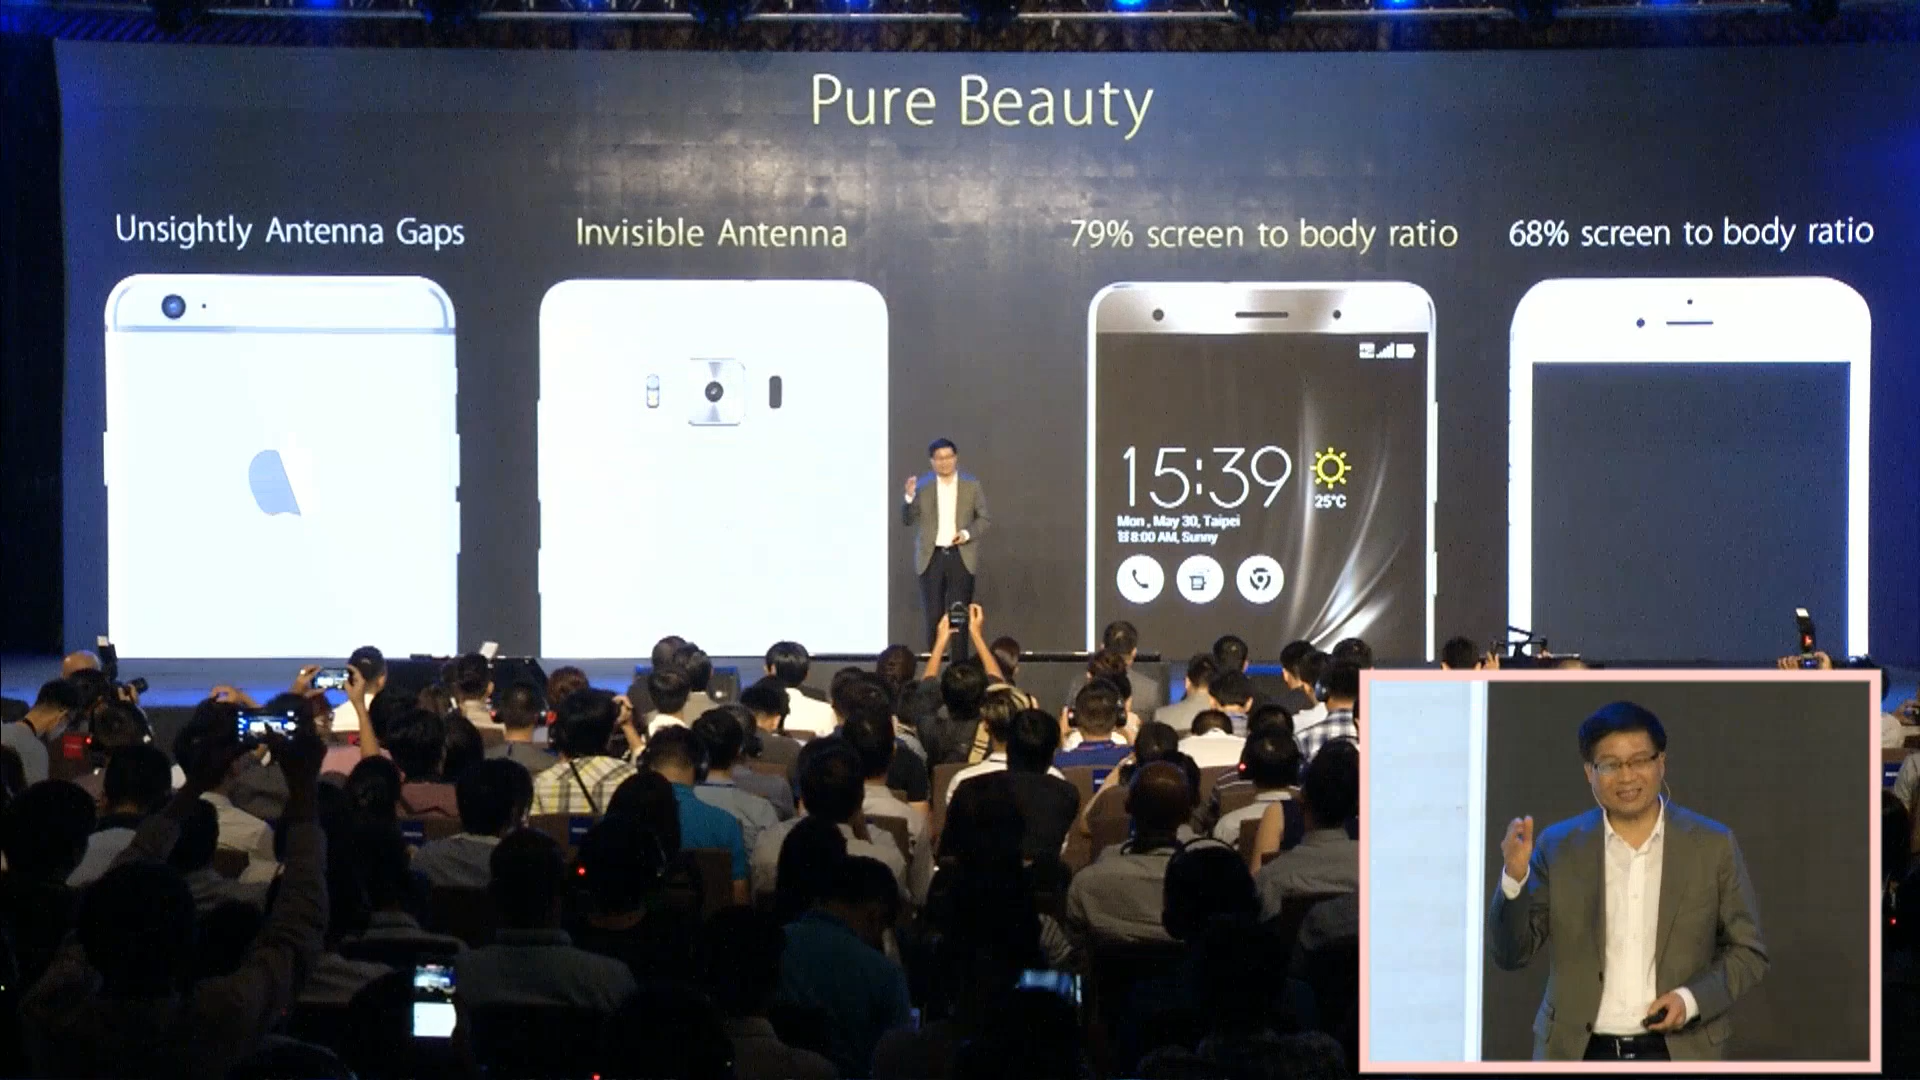 Pure Beauty
Unsightly Antenna Gaps
Invisible Antenna
79% screen to body ratio
68% screen to body ratio
15:39
25°C
Mon , May 30, Taipei
8:00 AM, Sunny